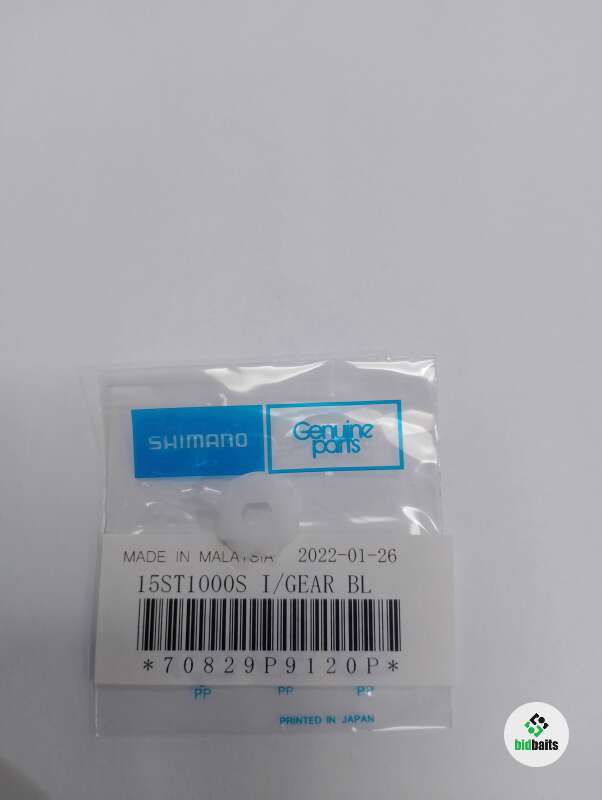 SHIMANO
Genuine
parts
MADE IN MALAYSIA 2022-01-26
15ST1000S I/GEAR BL
*70829P9120P*
PP PP PP
PRINTED IN JAPAN
bidbaits